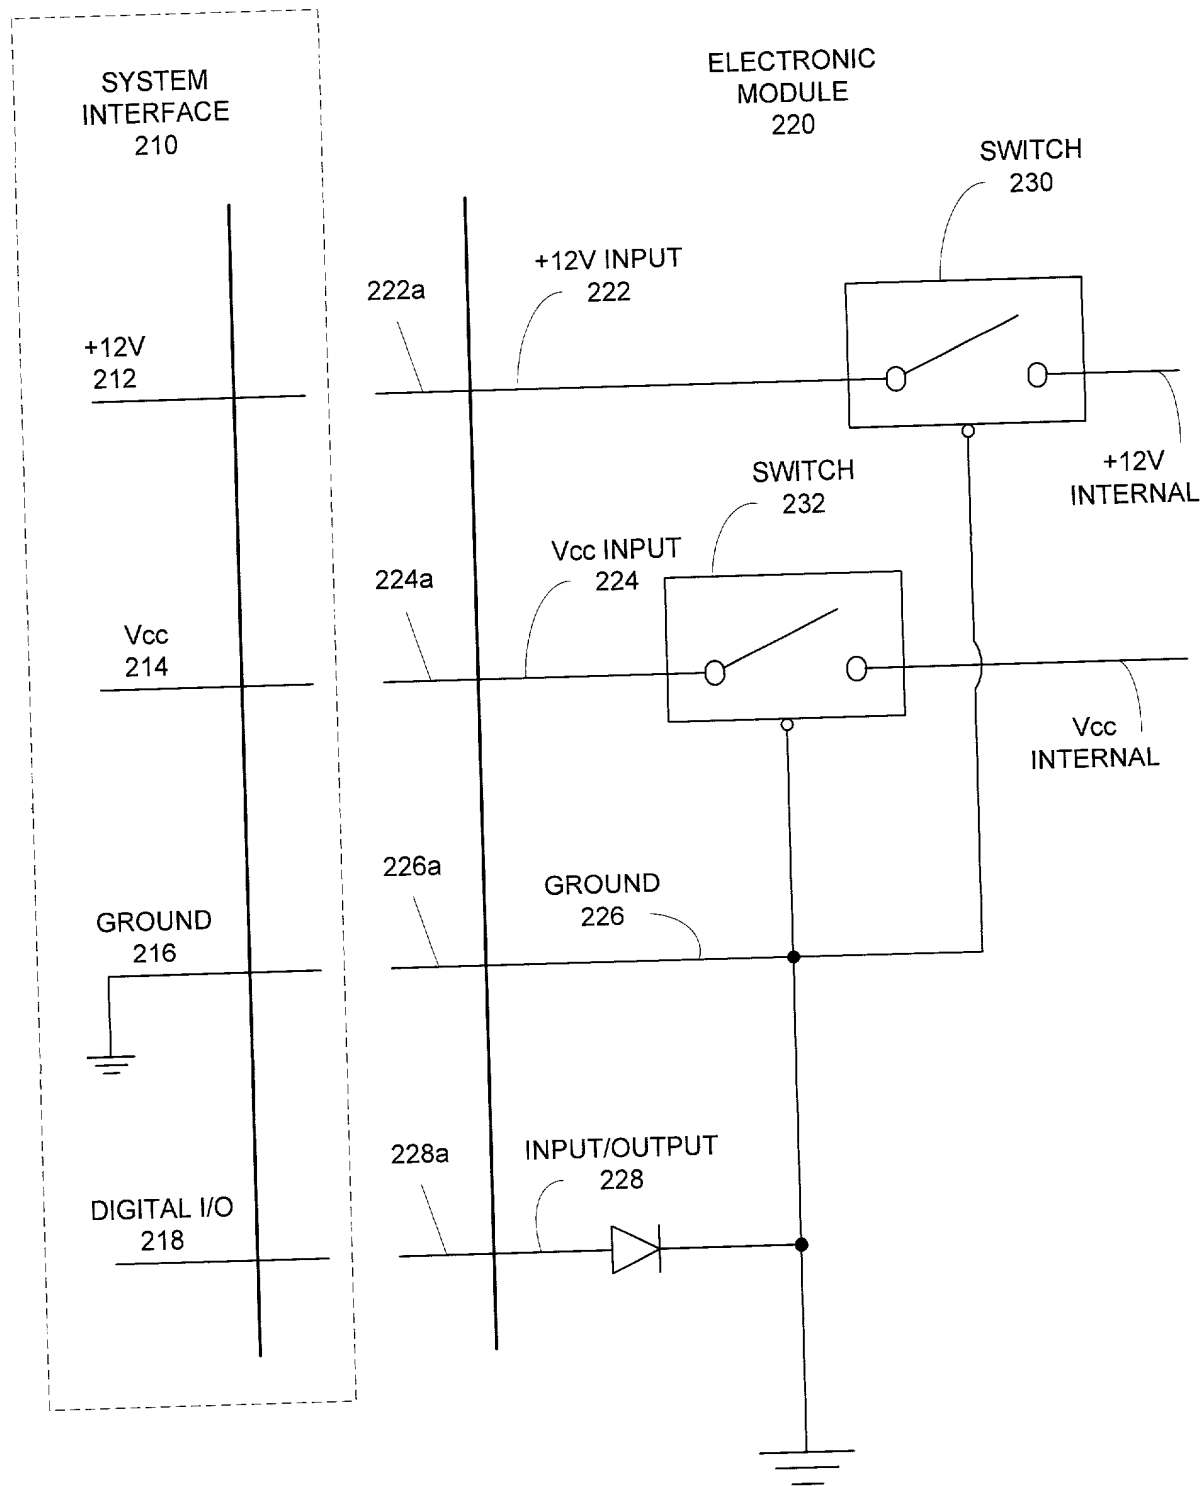 SYSTEM
INTERFACE
210
ELECTRONIC
MODULE
220
SWITCH
230
+12V INPUT
222
222a
+12V
212
+12V
INTERNAL
SWITCH
232
Vcc INPUT
224
224a
Vcc
214
Vcc
INTERNAL
226a
GROUND
226
GROUND
216
228a
INPUT/OUTPUT
228
DIGITAL I/O
218